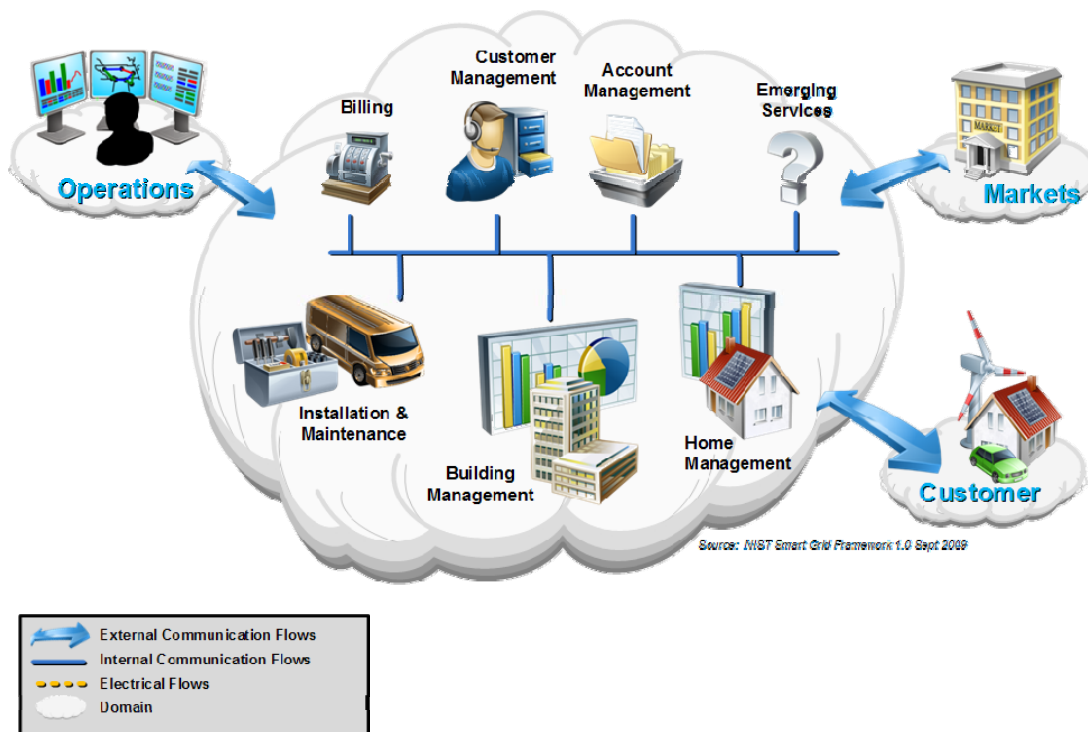 Customer
Management
Account
Management
Emerging
Services
Billing
MARKET
Operations
Markets
Installation &
Maintenance
Building
Management
Home
Management
Customer
Source: NIST Smart Grid Framework 1.0 Sept 2009
External Communication Flows
Internal Communication Flows
Electrical Flows
Domain